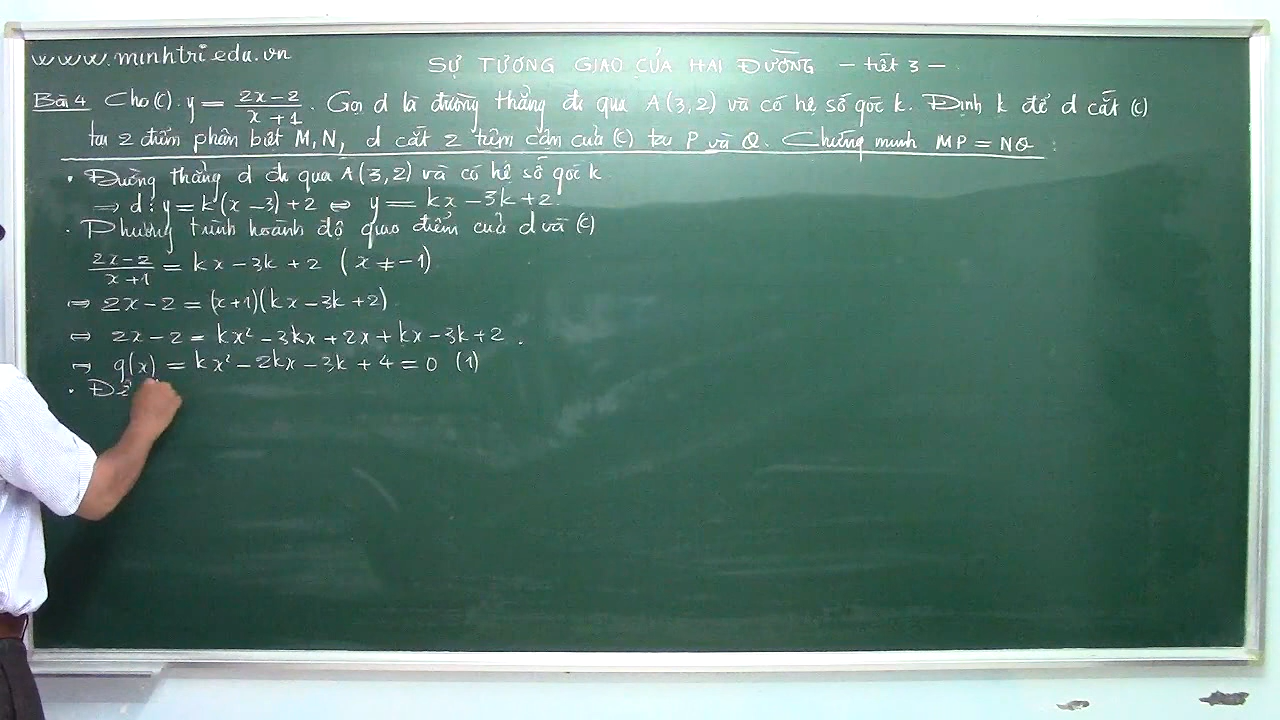 www.minhtri.edu.vn
SỰ TƯƠNG GIAO CỦA HAI ĐƯỜNG – tiết 3 –
Bài 4 Cho (C): y = (2x-2)/(x+1). Gọi d là đường thẳng đi qua A(3,2) và có hệ số góc k. Định k để d cắt (C)
tại 2 điểm phân biệt M, N, d cắt 2 tiệm cận của (C) tại P và Q. Chứng minh MP = NQ :
• Đường thẳng d đi qua A(3,2) và có hệ số góc k
⇒ d: y = k(x-3)+2 ⇔ y = kx-3k+2.
• Phương trình hoành độ giao điểm của d và (C)
(2x-2)/(x+1) = kx-3k+2 (x ≠ -1)
⇔ 2x-2 = (x+1)(kx-3k+2)
⇔ 2x-2 = kx²-3kx+2x+kx-3k+2.
⇔ g(x) = kx²-2kx-3k+4 = 0 (1)
• Để